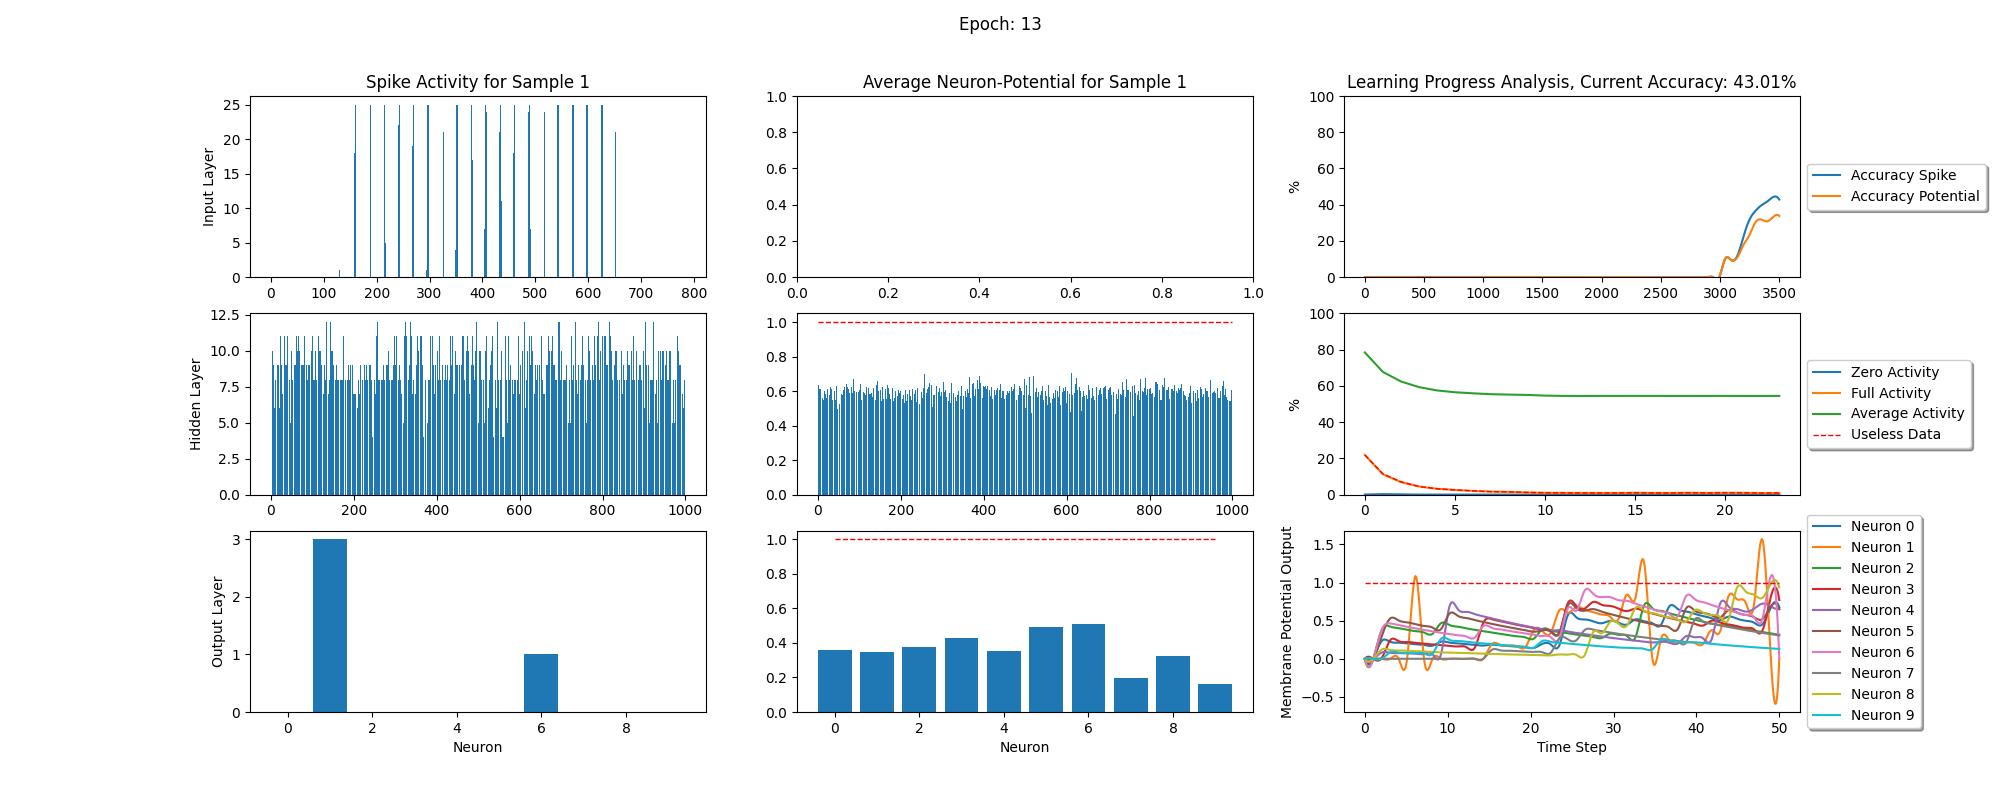 Epoch: 13
Spike Activity for Sample 1
Input Layer
25
20
15
10
5
0
0 100 200 300 400 500 600 700 800
Average Neuron-Potential for Sample 1
1.0
0.8
0.6
0.4
0.2
0.0
0.0 0.2 0.4 0.6 0.8 1.0
Learning Progress Analysis, Current Accuracy: 43.01%
%
100
80
60
40
20
0
0 500 1000 1500 2000 2500 3000 3500
Accuracy Spike
Accuracy Potential
Hidden Layer
12.5
10.0
7.5
5.0
2.5
0.0
0 200 400 600 800 1000
1.0
0.8
0.6
0.4
0.2
0.0
0 200 400 600 800 1000
%
100
80
60
40
20
0
0 5 10 15 20
Zero Activity
Full Activity
Average Activity
Useless Data
Output Layer
3
2
1
0
0 2 4 6 8
Neuron
1.0
0.8
0.6
0.4
0.2
0.0
0 2 4 6 8
Neuron
Membrane Potential Output
1.5
1.0
0.5
0.0
−0.5
0 10 20 30 40 50
Time Step
Neuron 0
Neuron 1
Neuron 2
Neuron 3
Neuron 4
Neuron 5
Neuron 6
Neuron 7
Neuron 8
Neuron 9